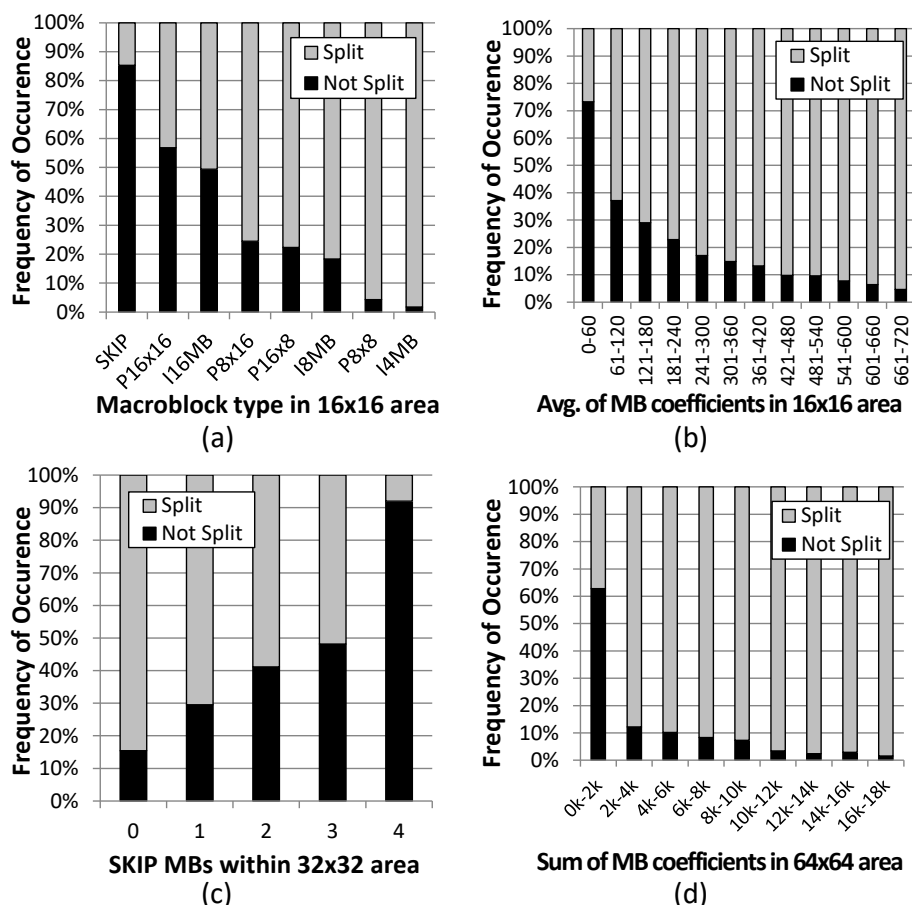 100%
90%
80%
70%
60%
50%
40%
30%
20%
10%
0%
Frequency of Occurence
Split
Not Split
SKIP
P16x16
I16MB
P8x16
P16x8
I8MB
P8x8
I4MB
Macroblock type in 16x16 area
(a)
100%
90%
80%
70%
60%
50%
40%
30%
20%
10%
0%
Frequency of Occurence
Split
Not Split
0-60
61-120
121-180
181-240
241-300
301-360
361-420
421-480
481-540
541-600
601-660
661-720
Avg. of MB coefficients in 16x16 area
(b)
100%
90%
80%
70%
60%
50%
40%
30%
20%
10%
0%
Frequency of Occurence
Split
Not Split
0 1 2 3 4
SKIP MBs within 32x32 area
(c)
100%
90%
80%
70%
60%
50%
40%
30%
20%
10%
0%
Frequency of Occurence
Split
Not Split
0k-2k
2k-4k
4k-6k
6k-8k
8k-10k
10k-12k
12k-14k
14k-16k
16k-18k
Sum of MB coefficients in 64x64 area
(d)